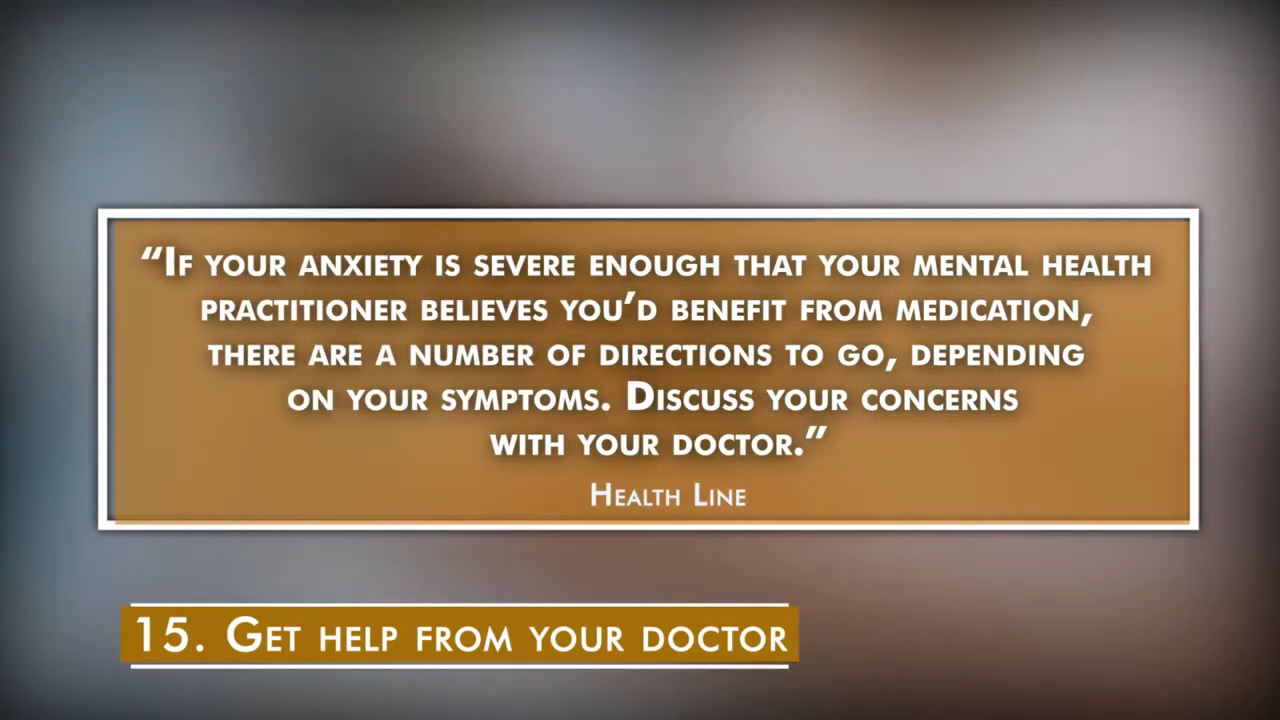 “If your anxiety is severe enough that your mental health
practitioner believes you’d benefit from medication,
there are a number of directions to go, depending
on your symptoms. Discuss your concerns
with your doctor.”
Health Line
15. Get help from your doctor